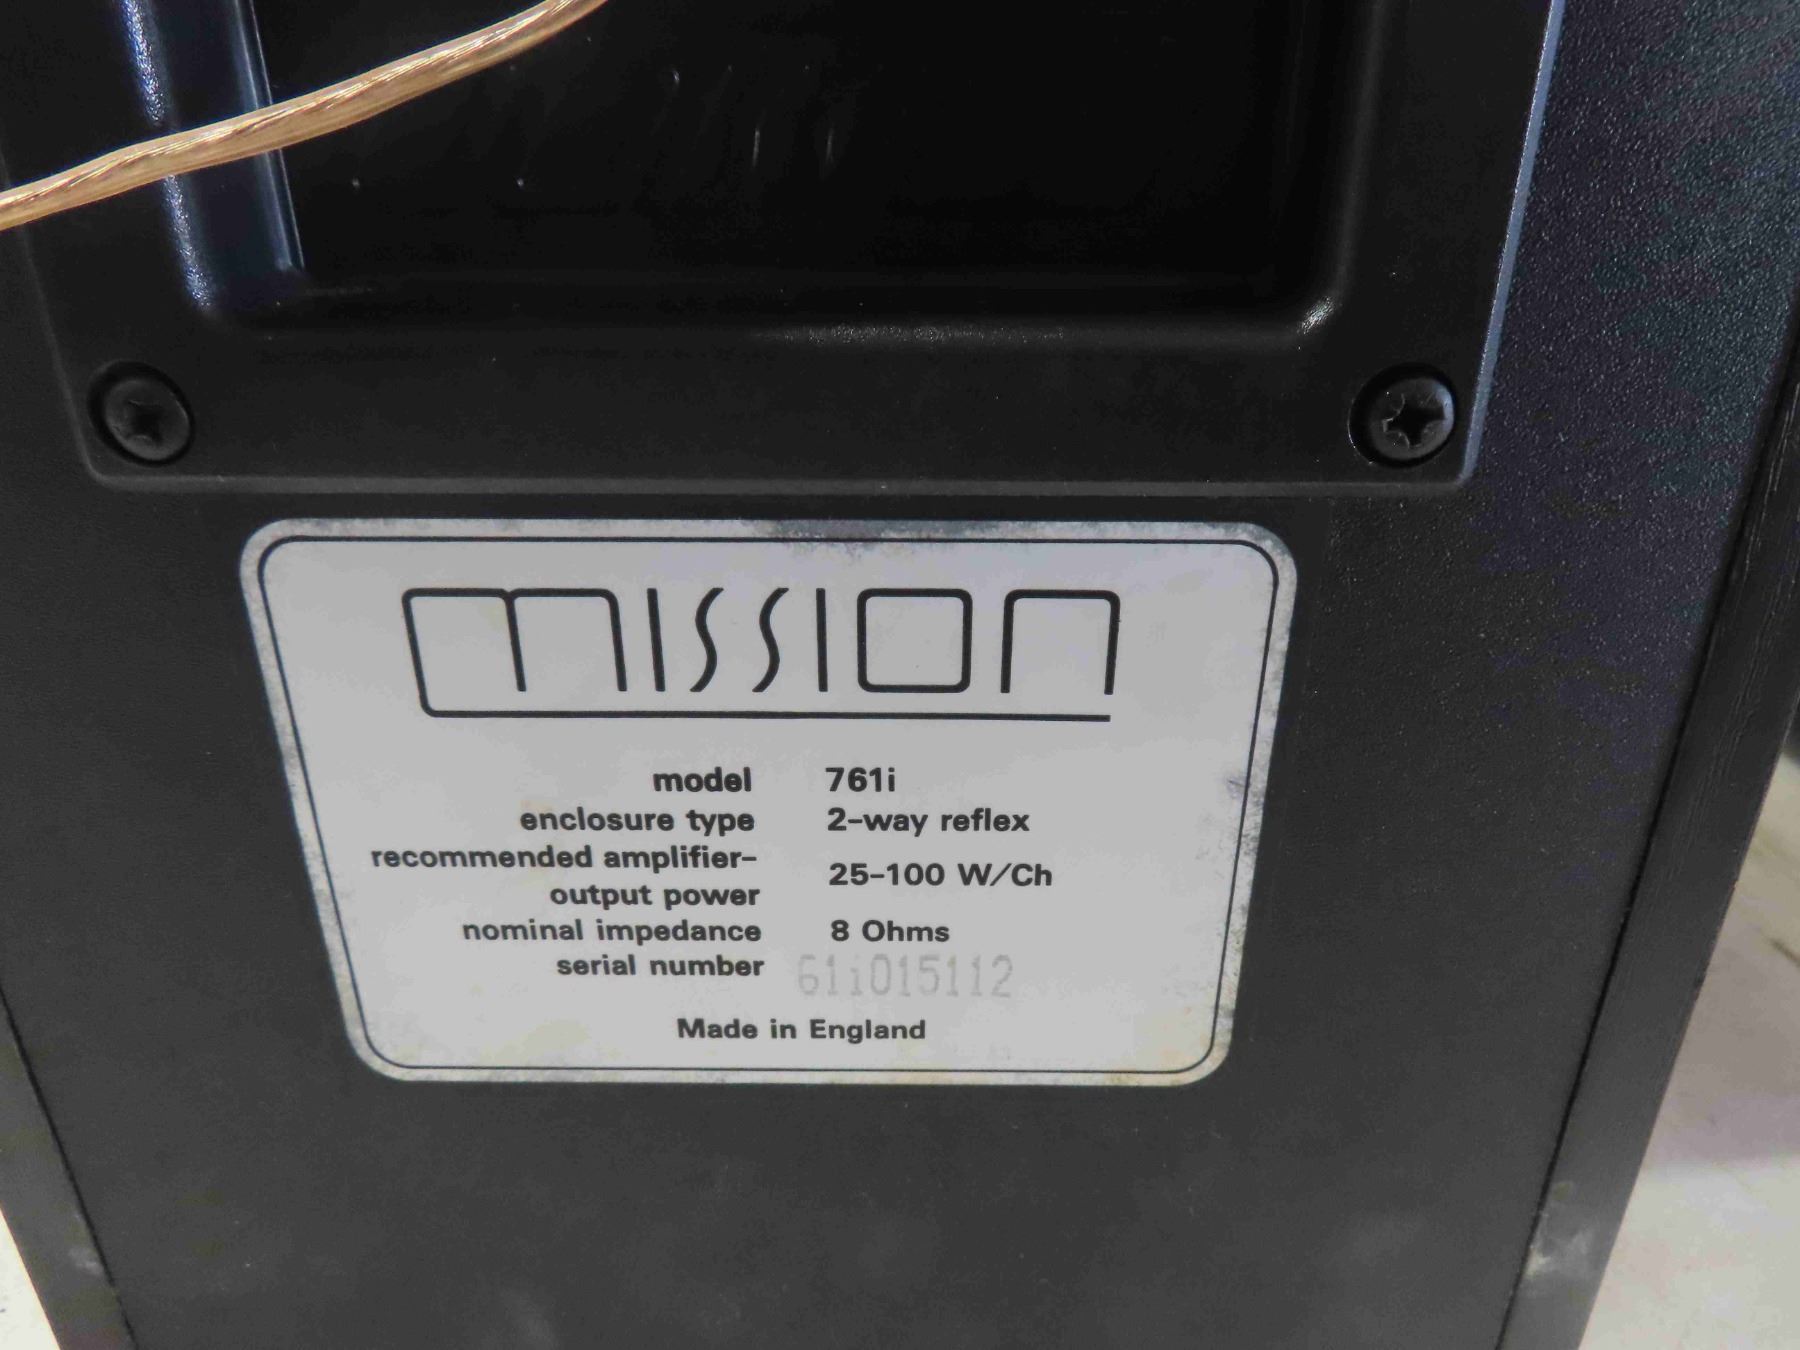 mission
model 761i
enclosure type 2-way reflex
recommended amplifier-
output power 25-100 W/Ch
nominal impedance 8 Ohms
serial number 61i015112
Made in England